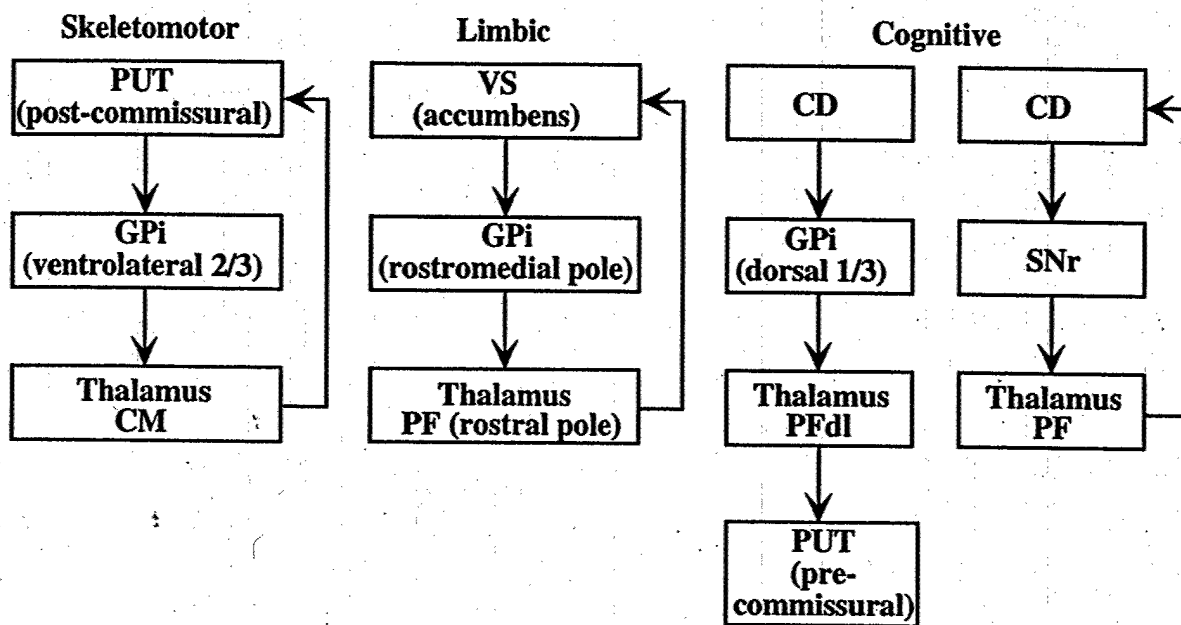 Skeletomotor
PUT
(post-commissural)
GPi
(ventrolateral 2/3)
Thalamus
CM
Limbic
VS
(accumbens)
GPi
(rostromedial pole)
Thalamus
PF (rostral pole)
Cognitive
CD
GPi
(dorsal 1/3)
Thalamus
PFdl
PUT
(pre-
commissural)
CD
SNr
Thalamus
PF